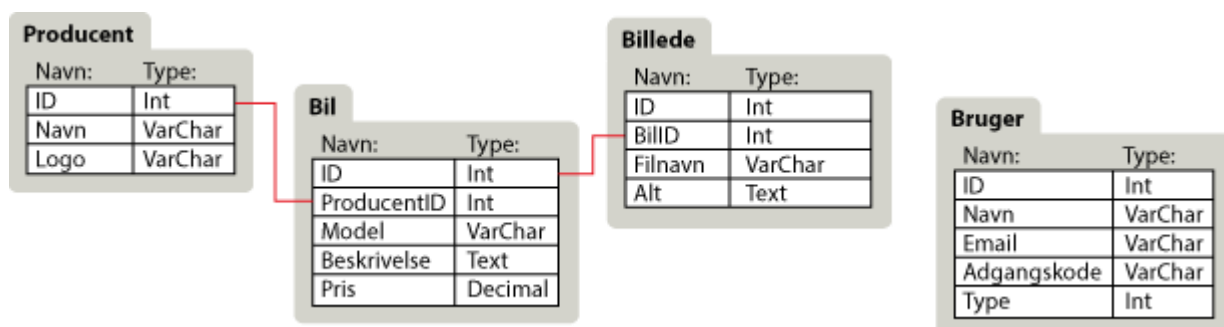 Producent
Navn: Type:
ID Int
Navn VarChar
Logo VarChar
Bil
Navn: Type:
ID Int
ProducentID Int
Model VarChar
Beskrivelse Text
Pris Decimal
Billede
Navn: Type:
ID Int
BilID Int
Filnavn VarChar
Alt Text
Bruger
Navn: Type:
ID Int
Navn VarChar
Email VarChar
Adgangskode VarChar
Type Int